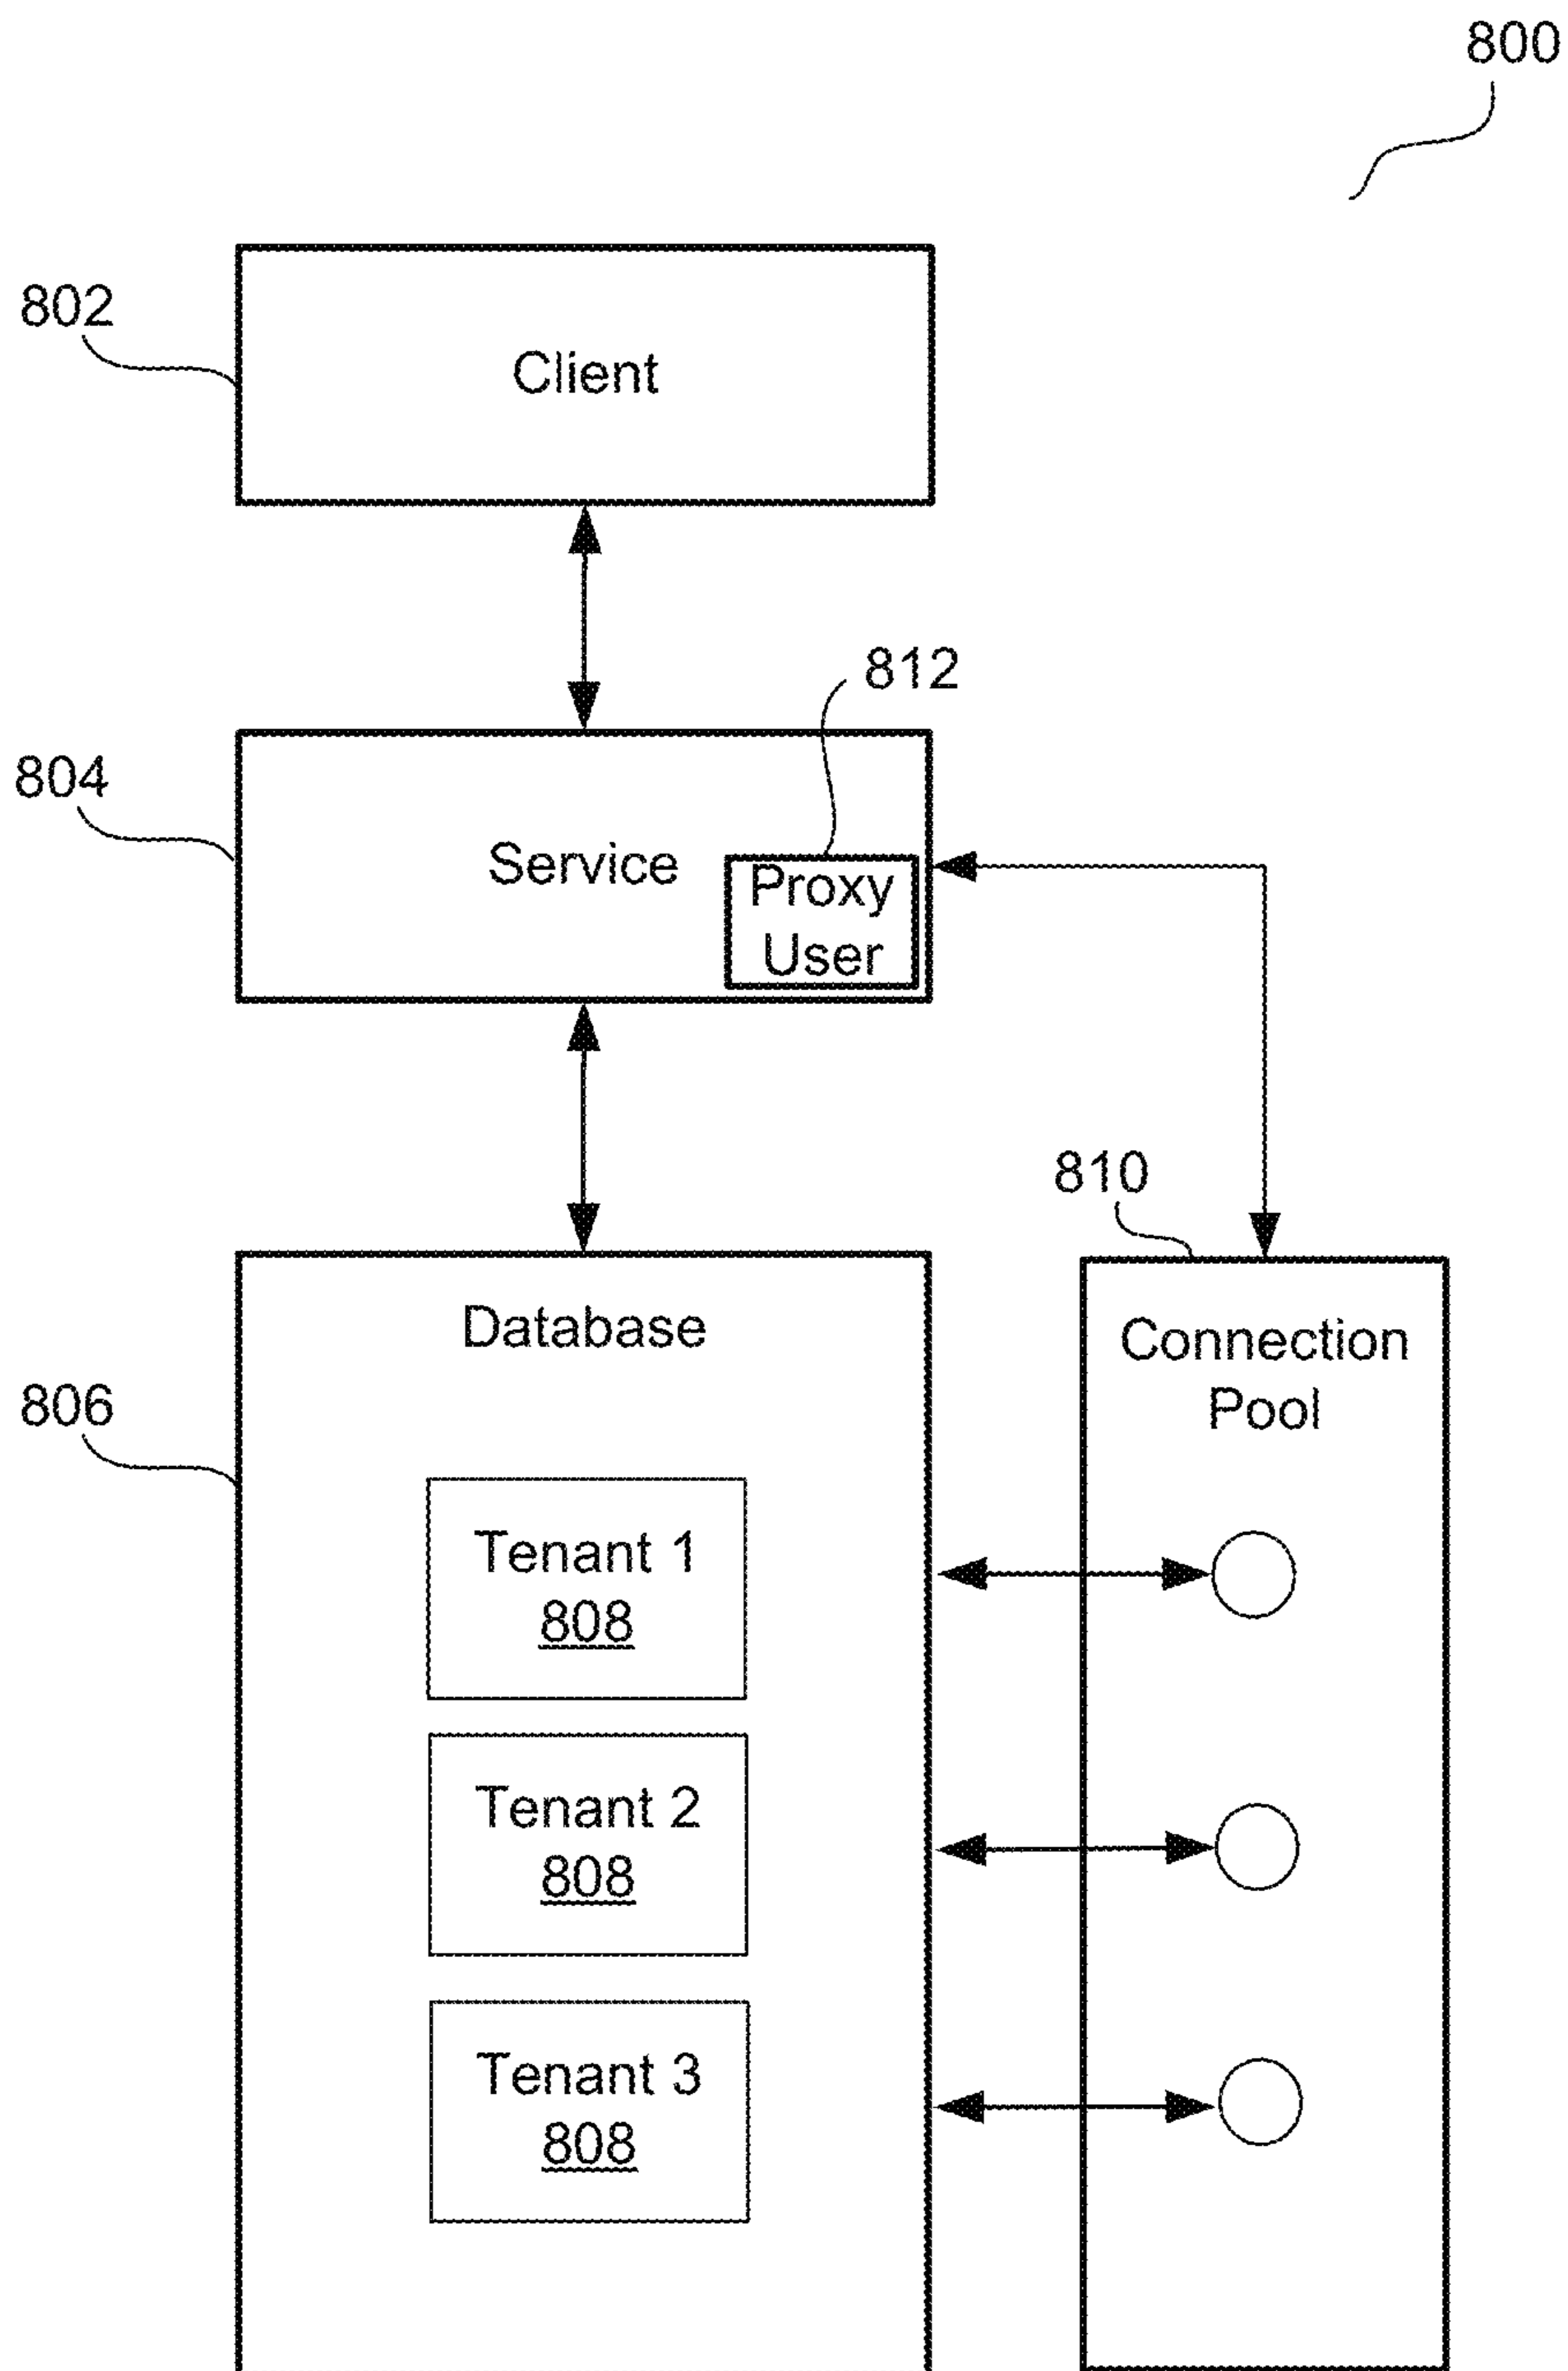 800
802
Client
812
804
Service
Proxy
User
810
Database
Connection
Pool
806
Tenant 1
808
Tenant 2
808
Tenant 3
808